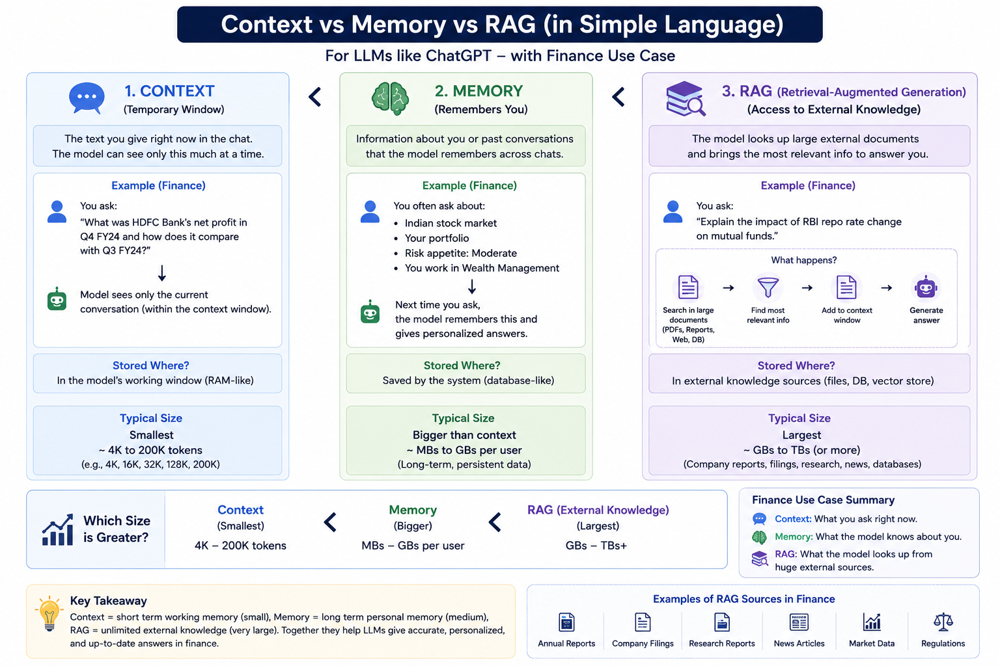 Context vs Memory vs RAG (in Simple Language)
For LLMs like ChatGPT – with Finance Use Case
1. CONTEXT
(Temporary Window)
The text you give right now in the chat.
The model can see only this much at a time.
Example (Finance)
You ask:
“What was HDFC Bank’s net profit in
Q4 FY24 and how does it compare
with Q3 FY24?”
↓
Model sees only the current
conversation (within the context window).
Stored Where?
In the model’s working window (RAM-like)
Typical Size
Smallest
~ 4K to 200K tokens
(e.g., 4K, 16K, 32K, 128K, 200K)
<
2. MEMORY
(Remembers You)
Information about you or past conversations
that the model remembers across chats.
Example (Finance)
You often ask about:
• Indian stock market
• Your portfolio
• Risk appetite: Moderate
• You work in Wealth Management
↓
Next time you ask,
the model remembers this and
gives personalized answers.
Stored Where?
Saved by the system (database-like)
Typical Size
Bigger than context
~ MBs to GBs per user
(Long-term, persistent data)
<
3. RAG (Retrieval-Augmented Generation)
(Access to External Knowledge)
The model looks up large external documents
and brings the most relevant info to answer you.
Example (Finance)
You ask:
“Explain the impact of RBI repo rate change
on mutual funds.”
What happens?
Search in large
documents
(PDFs, Reports,
Web, DB)
→
Find most
relevant info
→
Add to context
window
→
Generate
answer
Stored Where?
In external knowledge sources (files, DB, vector store)
Typical Size
Largest
~ GBs to TBs (or more)
(Company reports, filings, research, news, databases)
Which Size
is Greater?
Context
(Smallest)
4K – 200K tokens
<
Memory
(Bigger)
MBs – GBs per user
<
RAG (External Knowledge)
(Largest)
GBs – TBs+
Finance Use Case Summary
Context: What you ask right now.
Memory: What the model knows about you.
RAG: What the model looks up from
huge external sources.
Key Takeaway
Context = short term working memory (small), Memory = long term personal memory (medium),
RAG = unlimited external knowledge (very large). Together they help LLMs give accurate, personalized,
and up-to-date answers in finance.
Examples of RAG Sources in Finance
Annual Reports
Company Filings
Research Reports
News Articles
Market Data
Regulations